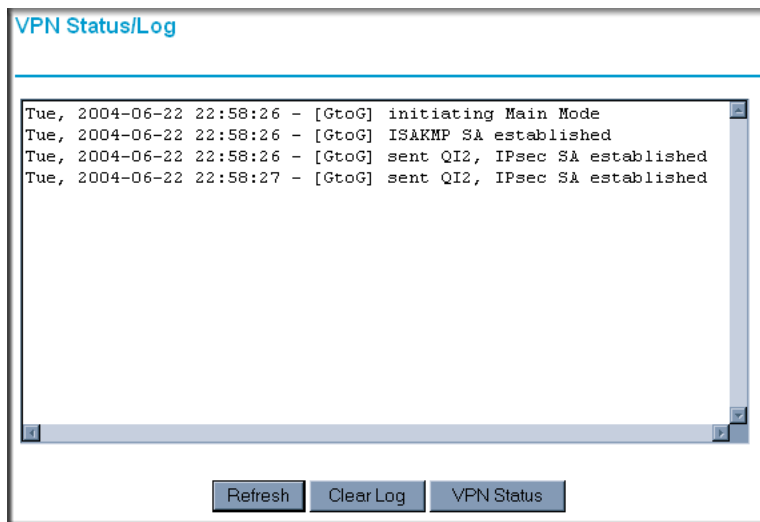 VPN Status/Log
Tue, 2004-06-22 22:58:26 - [GtoG] initiating Main Mode
Tue, 2004-06-22 22:58:26 - [GtoG] ISAKMP SA established
Tue, 2004-06-22 22:58:26 - [GtoG] sent QI2, IPsec SA established
Tue, 2004-06-22 22:58:27 - [GtoG] sent QI2, IPsec SA established
Refresh Clear Log VPN Status